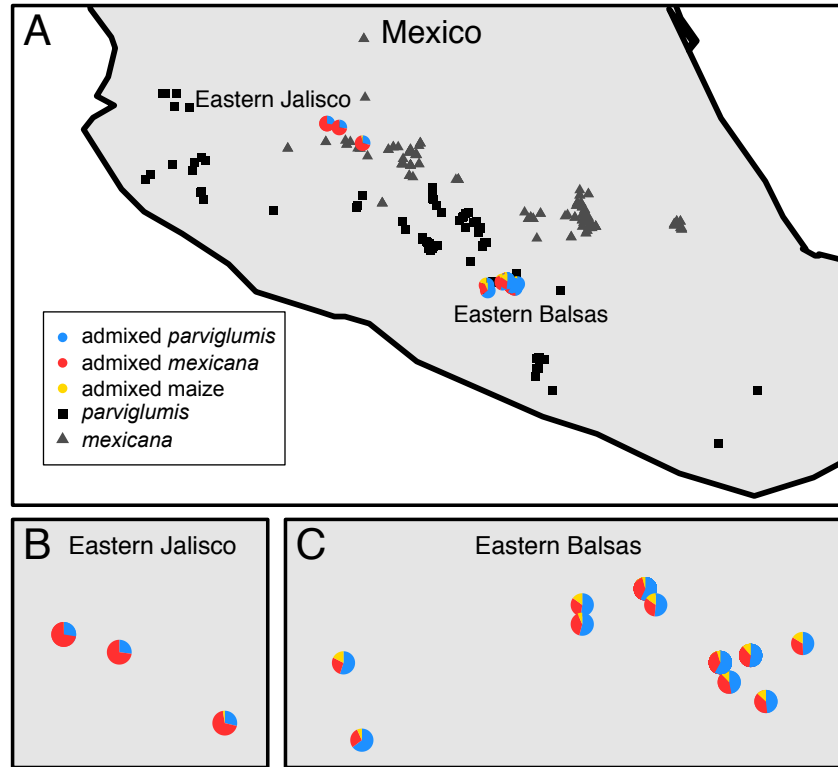 A
Mexico
Eastern Jalisco
Eastern Balsas
admixed parviglumis
admixed mexicana
admixed maize
parviglumis
mexicana
B
Eastern Jalisco
C
Eastern Balsas